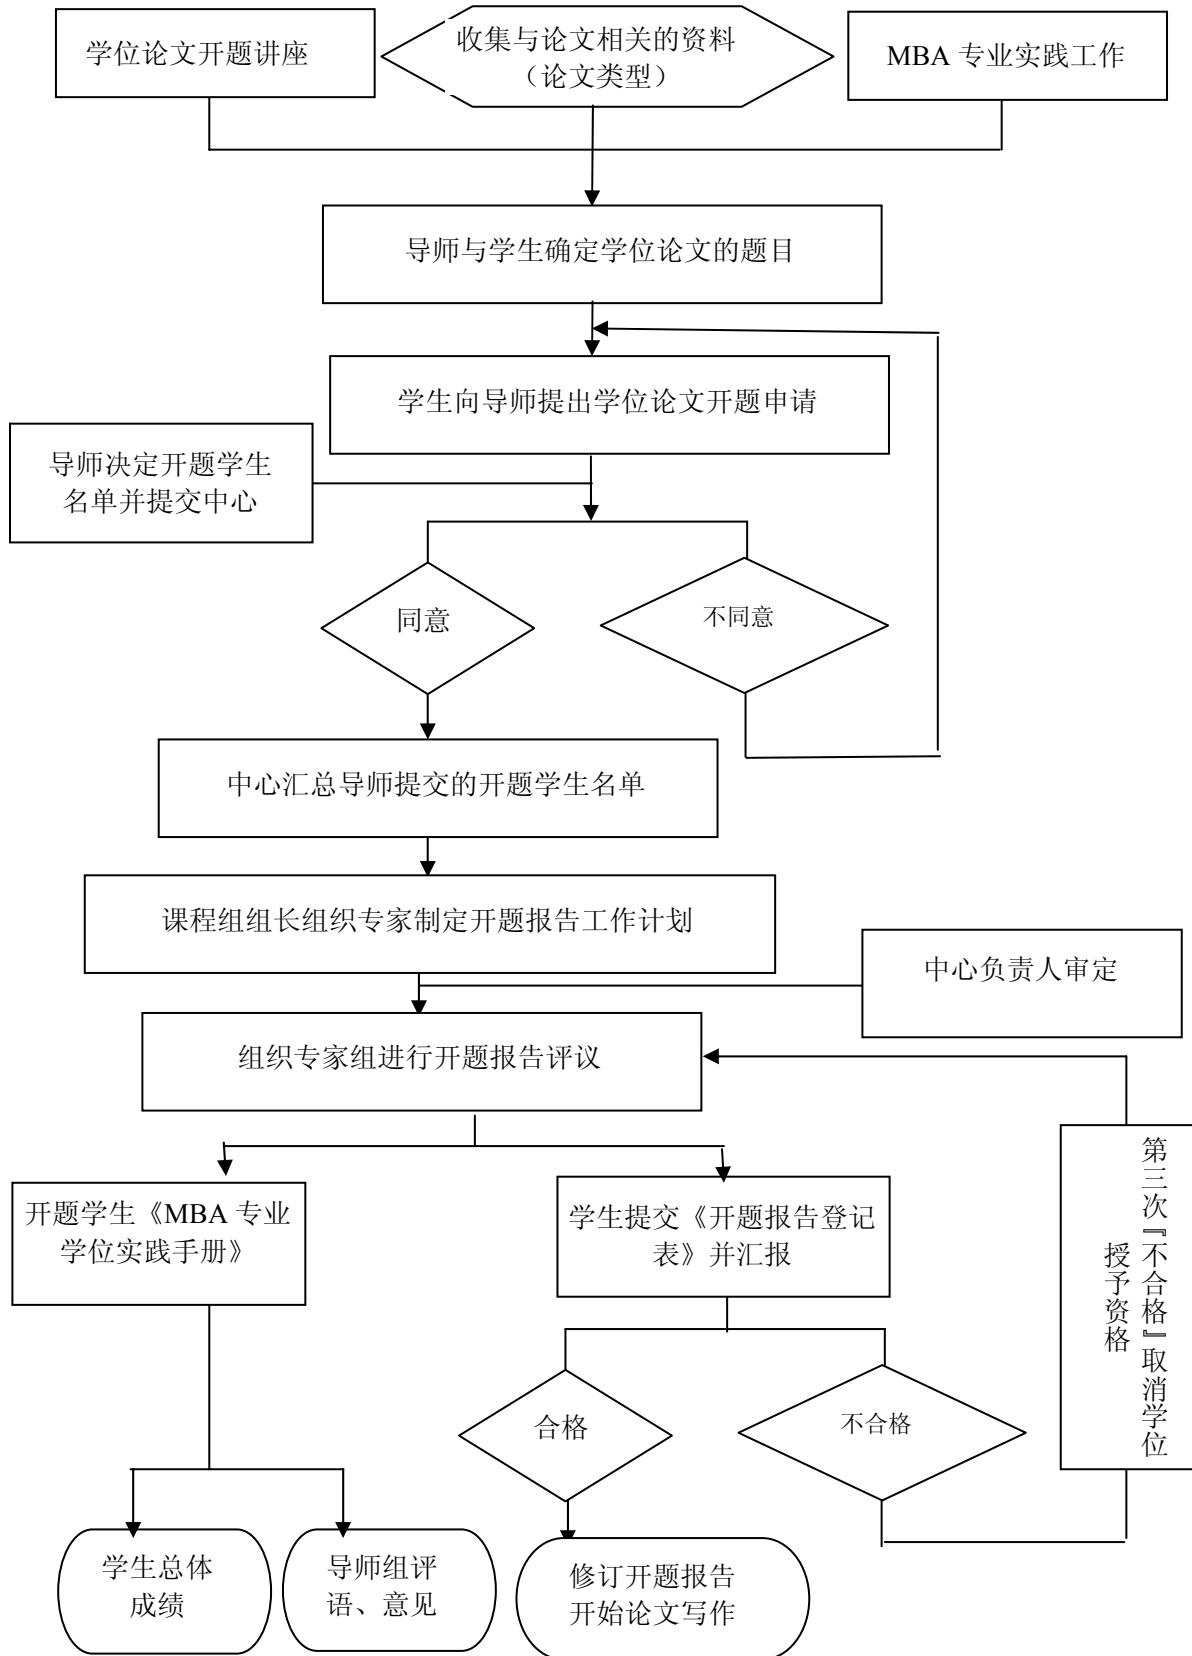 学位论文开题讲座
收集与论文相关的资料
（论文类型）
MBA 专业实践工作
导师与学生确定学位论文的题目
学生向导师提出学位论文开题申请
导师决定开题学生
名单并提交中心
同意
不同意
中心汇总导师提交的开题学生名单
课程组组长组织专家制定开题报告工作计划
中心负责人审定
组织专家组进行开题报告评议
开题学生《MBA 专业
学位实践手册》
学生提交《开题报告登记
表》并汇报
第三次『不合格』取消学位
授予资格
合格
不合格
学生总体
成绩
导师组评
语、意见
修订开题报告
开始论文写作